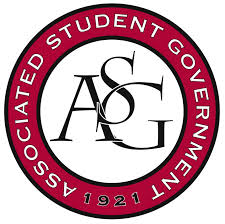 ASSOCIATED STUDENT GOVERNMENT
ASG
1921